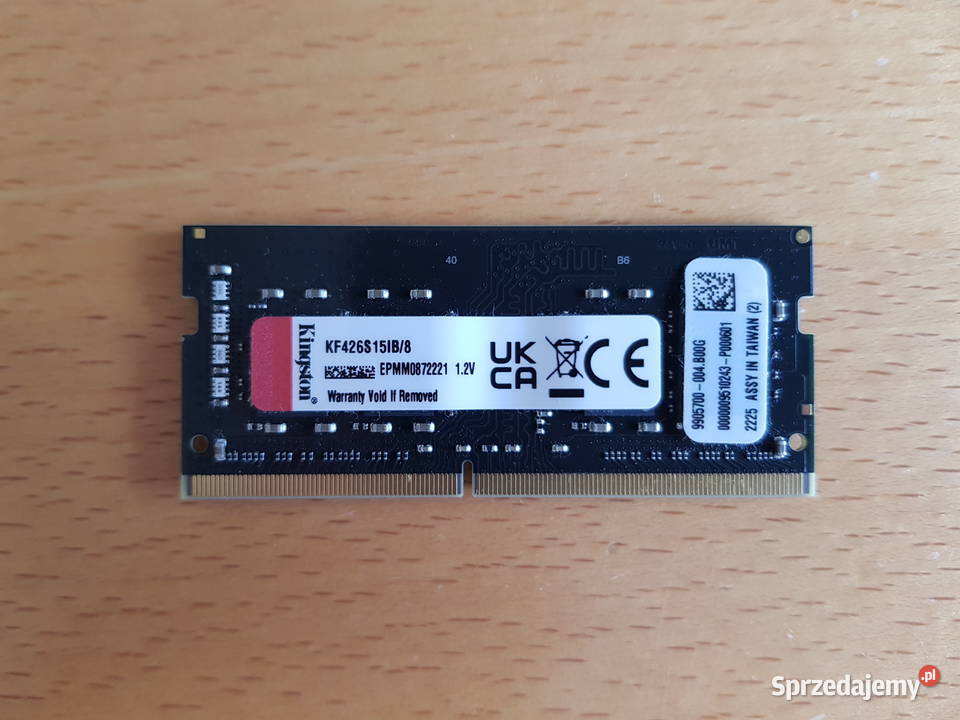 40
B6
Kingston®
KF426S15IB/8
EPMM0872221 1.2V
Warranty Void If Removed
UK
CA
CE
9905700-004.B00G
0000009510243-P000601
2225 ASSY IN TAIWAN (2)
Sprzedajemy.pl